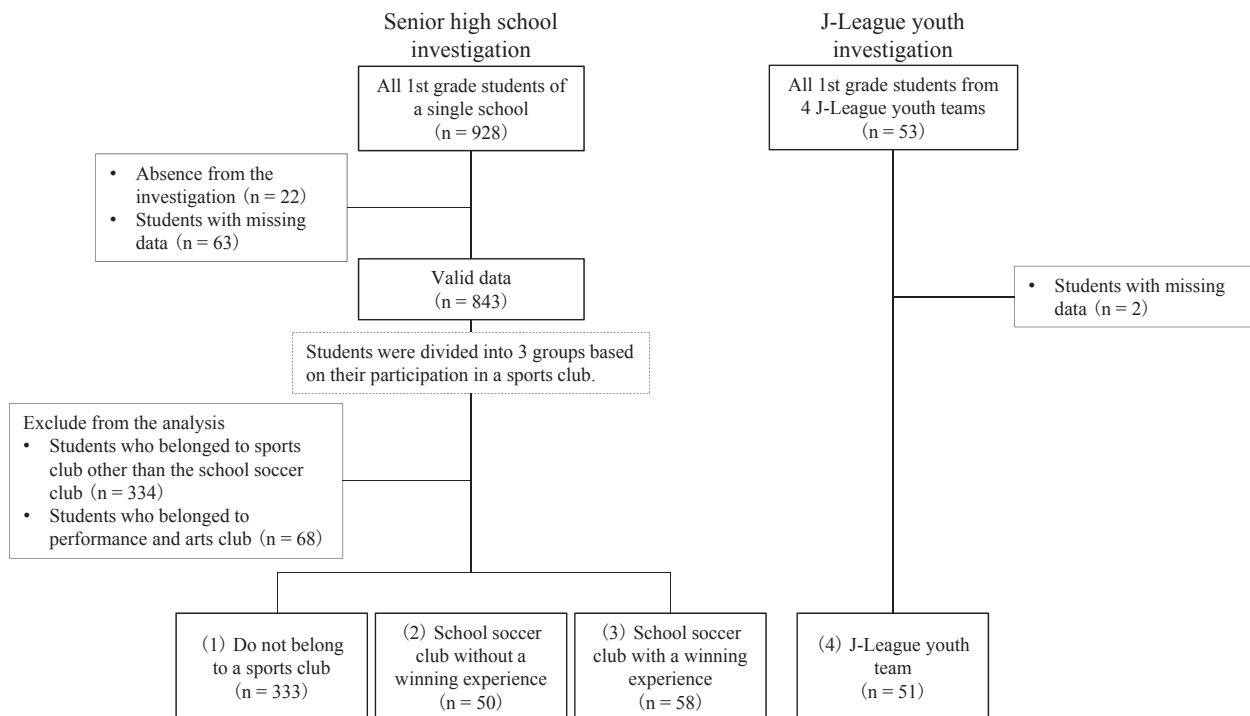 Senior high school
investigation
All 1st grade students of
a single school
(n = 928)
• Absence from the
investigation (n = 22)
• Students with missing
data (n = 63)
Valid data
(n = 843)
Students were divided into 3 groups based
on their participation in a sports club.
Exclude from the analysis
• Students who belonged to sports
club other than the school soccer
club (n = 334)
• Students who belonged to
performance and arts club (n = 68)
(1) Do not belong
to a sports club
(n = 333)
(2) School soccer
club without a
winning experience
(n = 50)
(3) School soccer
club with a winning
experience
(n = 58)
J-League youth
investigation
All 1st grade students from
4 J-League youth teams
(n = 53)
• Students with missing
data (n = 2)
(4) J-League youth
team
(n = 51)